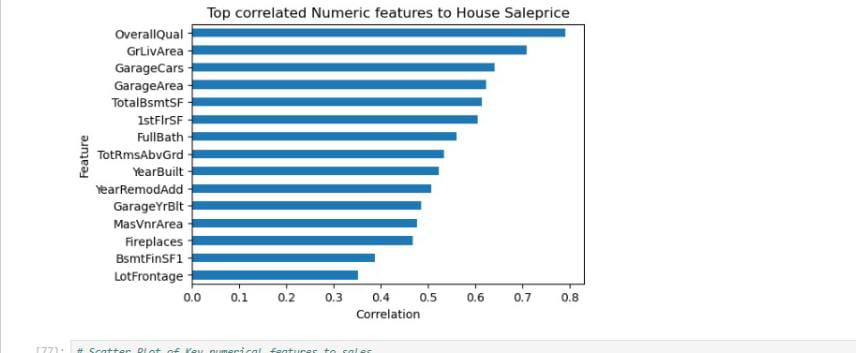 Top correlated Numeric features to House Saleprice
OverallQual
GrLivArea
GarageCars
GarageArea
TotalBsmtSF
1stFlrSF
FullBath
TotRmsAbvGrd
YearBuilt
YearRemodAdd
GarageYrBlt
MasVnrArea
Fireplaces
BsmtFinSF1
LotFrontage
Feature
0.0 0.1 0.2 0.3 0.4 0.5 0.6 0.7 0.8
Correlation
[77]: # Scatter Plot of Key numerical features to sales